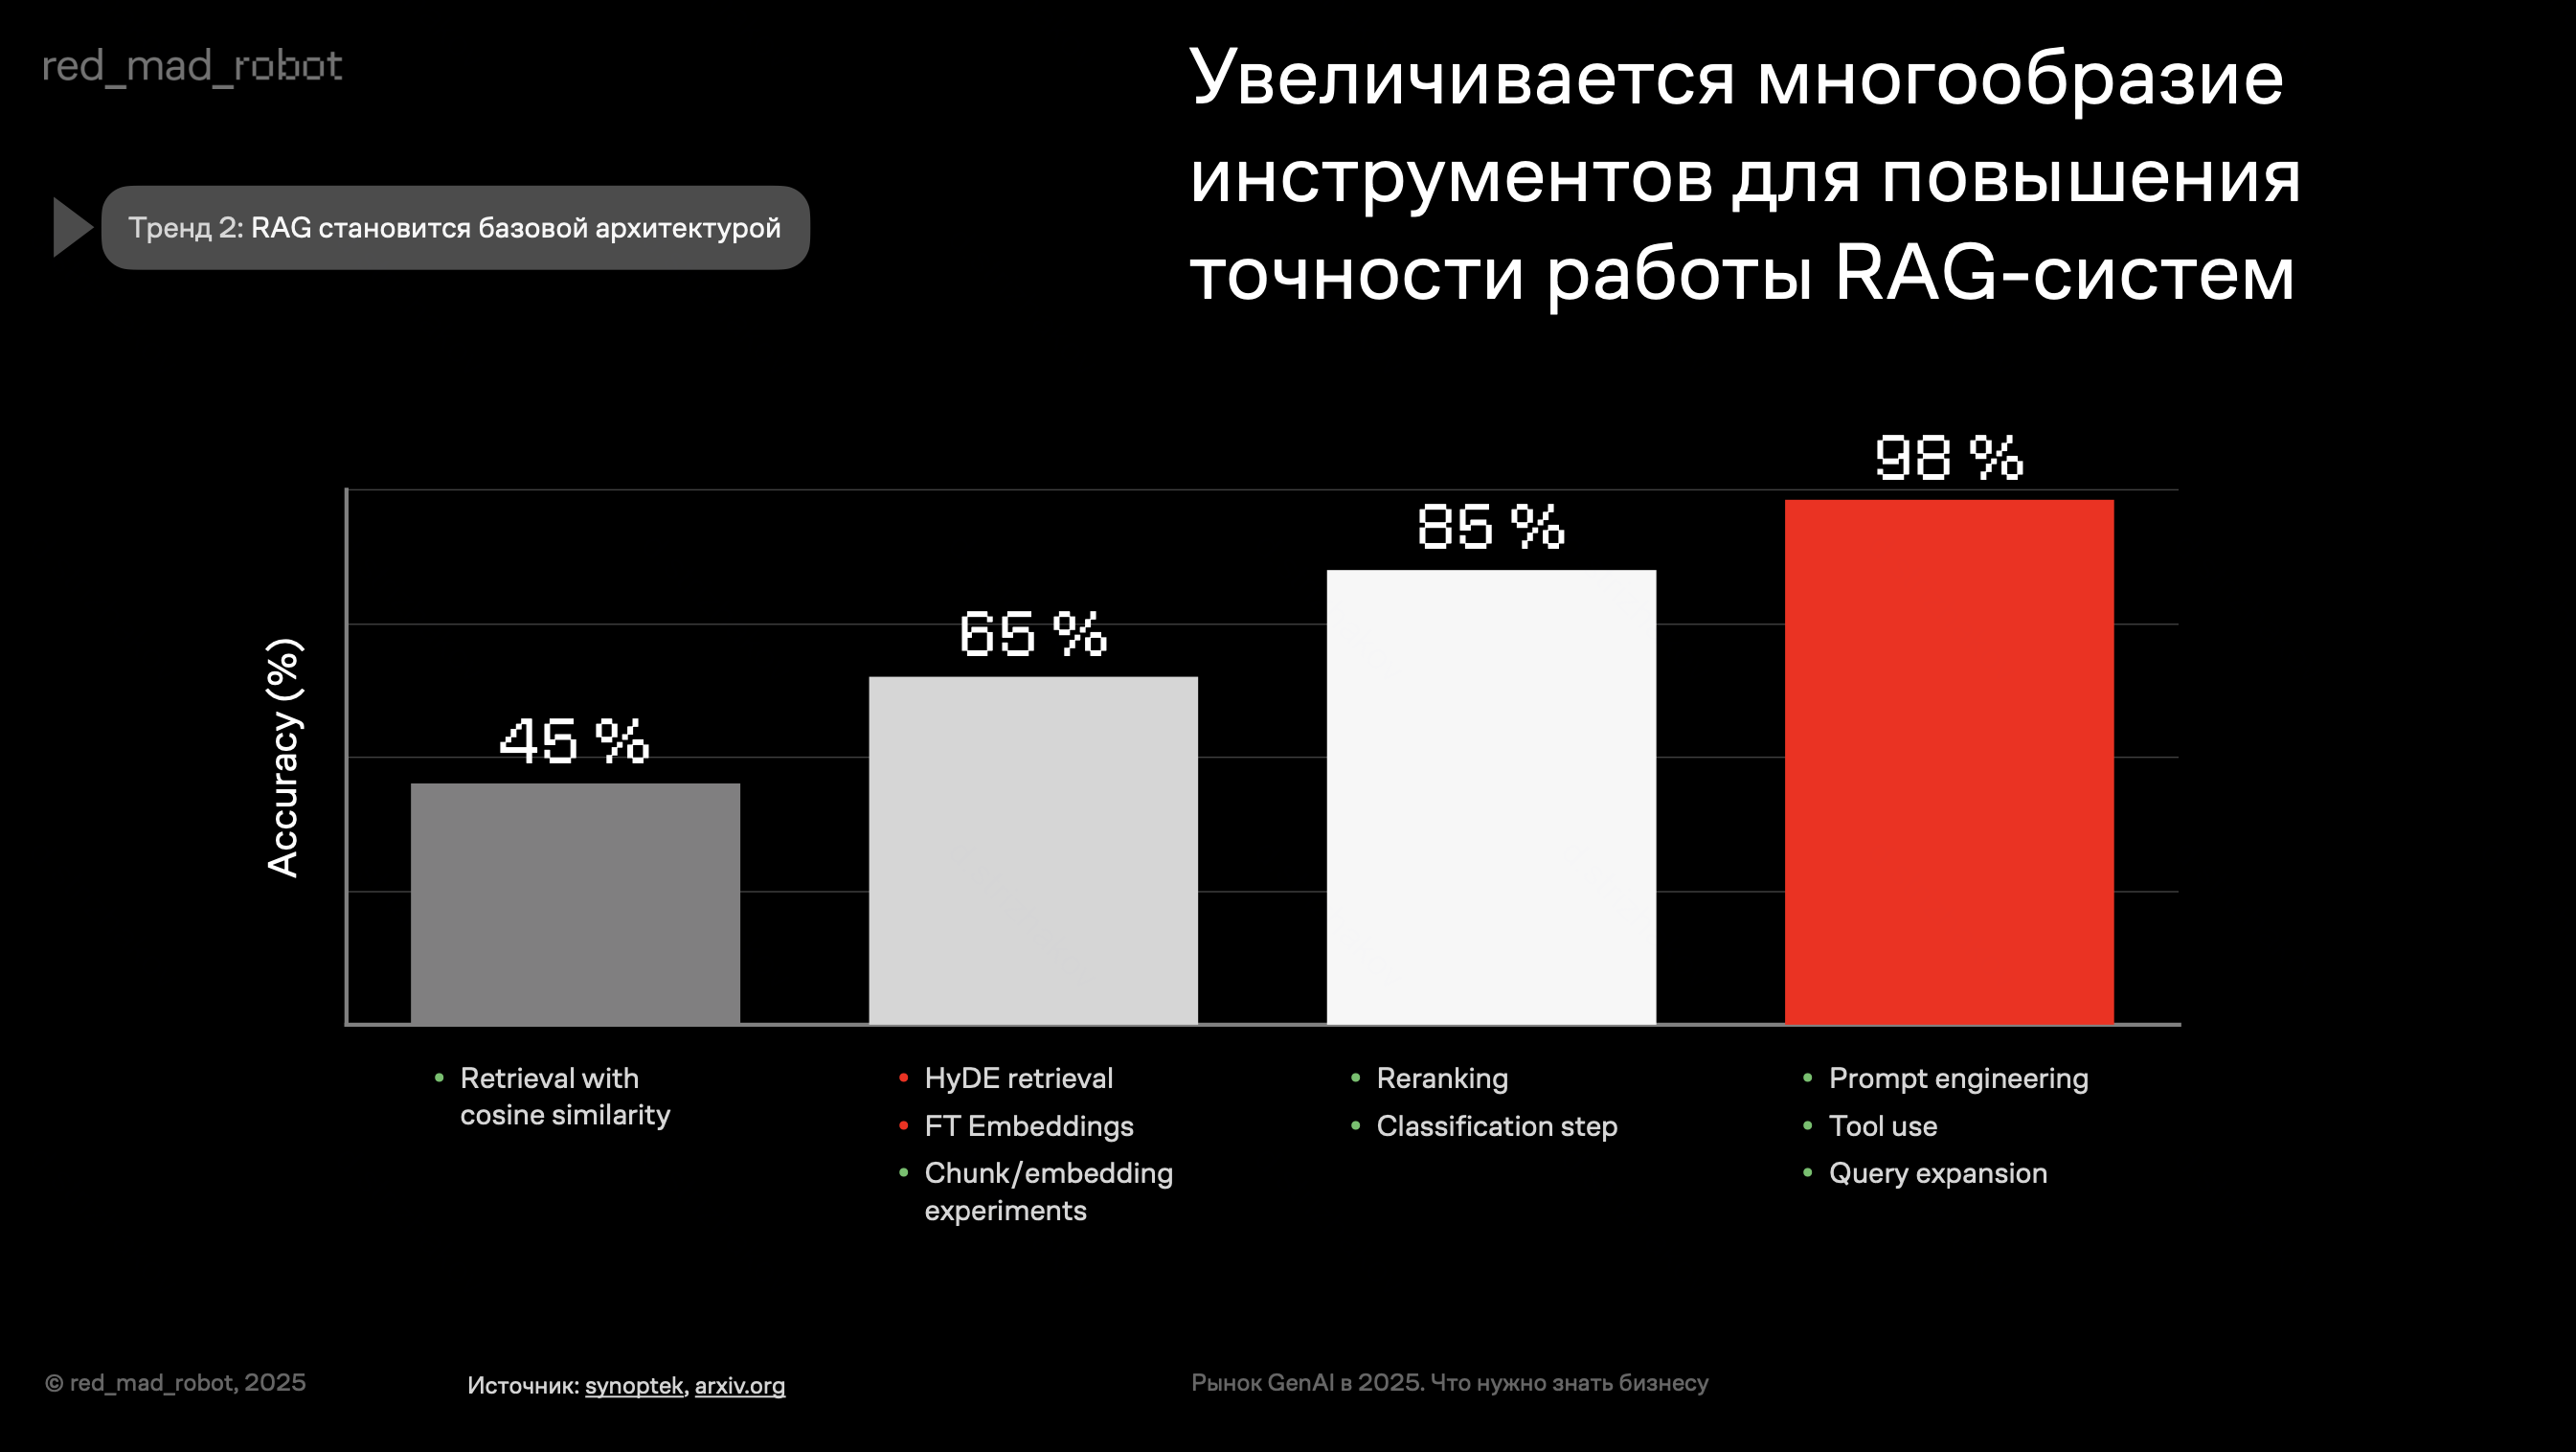 red_mad_robot
Увеличивается многообразие
инструментов для повышения
точности работы RAG-систем
Тренд 2: RAG становится базовой архитектурой
Accuracy (%)
45 %
65 %
85 %
98 %
• Retrieval with
cosine similarity
• HyDE retrieval
• FT Embeddings
• Chunk/embedding
experiments
• Reranking
• Classification step
• Prompt engineering
• Tool use
• Query expansion
© red_mad_robot, 2025
Источник: synoptek, arxiv.org
Рынок GenAI в 2025. Что нужно знать бизнесу